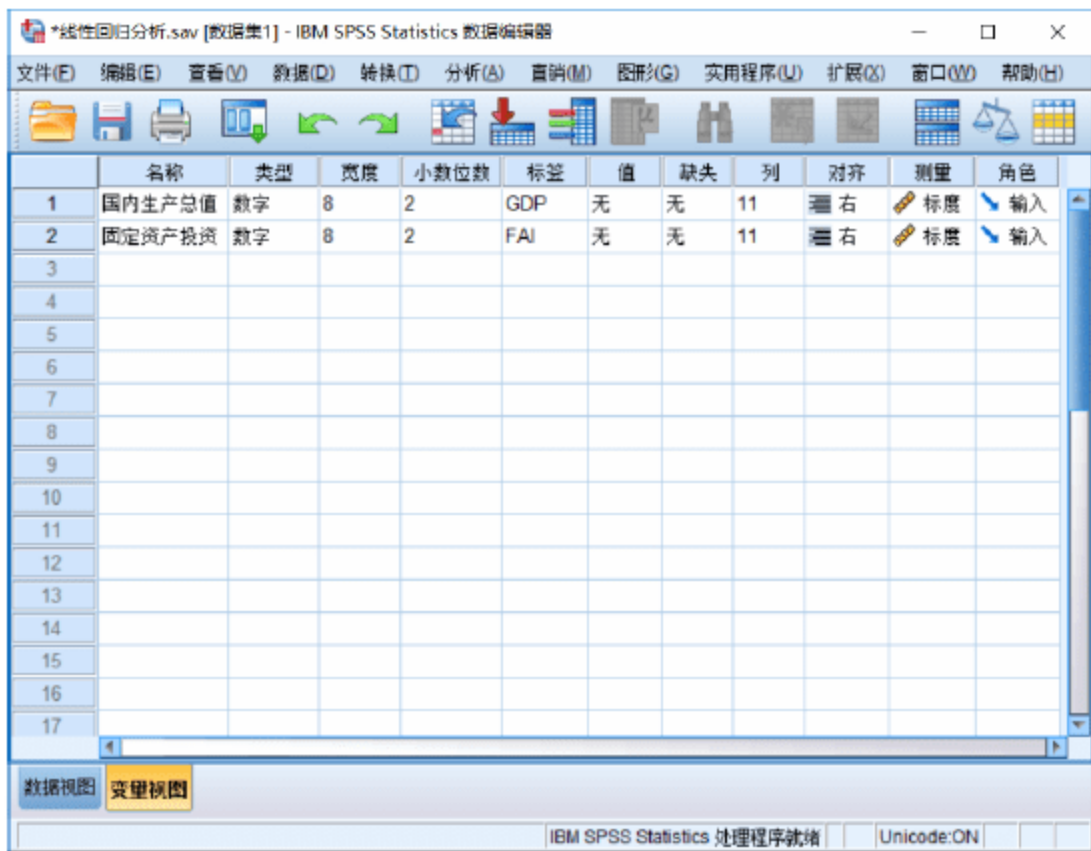 *线性回归分析.sav [数据集1] - IBM SPSS Statistics 数据编辑器
文件(F) 编辑(E) 查看(V) 数据(D) 转换(T) 分析(A) 直销(M) 图形(G) 实用程序(U) 扩展(X) 窗口(W) 帮助(H)
名称 类型 宽度 小数位数 标签 值 缺失 列 对齐 测量 角色
1 国内生产总值 数字 8 2 GDP 无 无 11 右 标度 输入
2 固定资产投资 数字 8 2 FAI 无 无 11 右 标度 输入
3
4
5
6
7
8
9
10
11
12
13
14
15
16
17
数据视图 变量视图
IBM SPSS Statistics 处理程序就绪 Unicode:ON